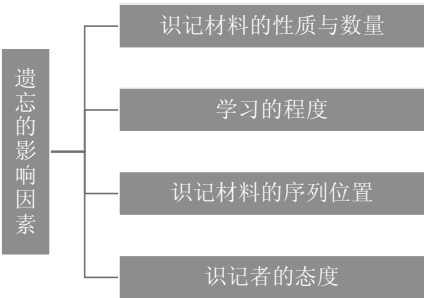 遗忘的影响因素
识记材料的性质与数量
学习的程度
识记材料的序列位置
识记者的态度